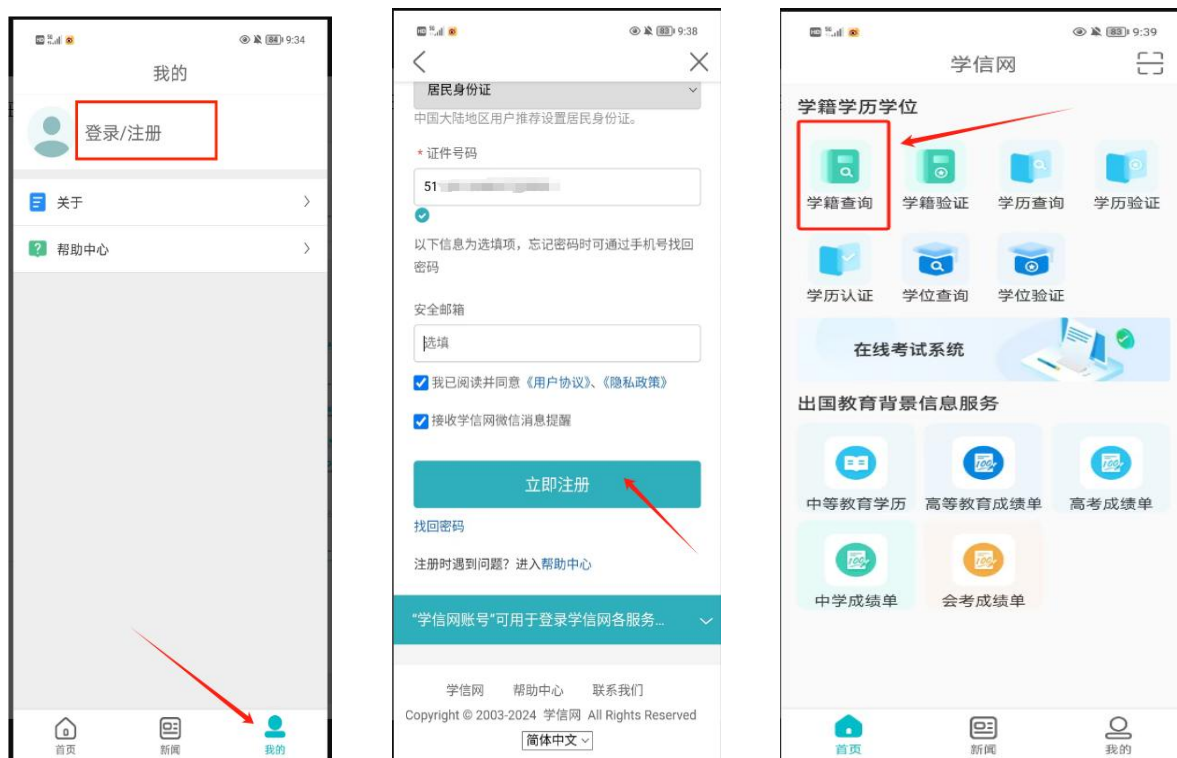 9:34
我的
登录/注册
关于
帮助中心
首页
新闻
我的
9:38
居民身份证
中国大陆地区用户推荐设置居民身份证。
* 证件号码
51
以下信息为选填项，忘记密码时可通过手机号找回
密码
安全邮箱
选填
我已阅读并同意《用户协议》、《隐私政策》
接收学信网微信消息提醒
立即注册
找回密码
注册时遇到问题？进入帮助中心
“学信网账号”可用于登录学信网各服务...
学信网 帮助中心 联系我们
Copyright © 2003-2024 学信网 All Rights Reserved
简体中文
9:39
学信网
学籍学历学位
学籍查询 学籍验证 学历查询 学历验证
学历认证 学位查询 学位验证
在线考试系统
出国教育背景信息服务
中等教育学历 高等教育成绩单 高考成绩单
中学成绩单 会考成绩单
首页
新闻
我的